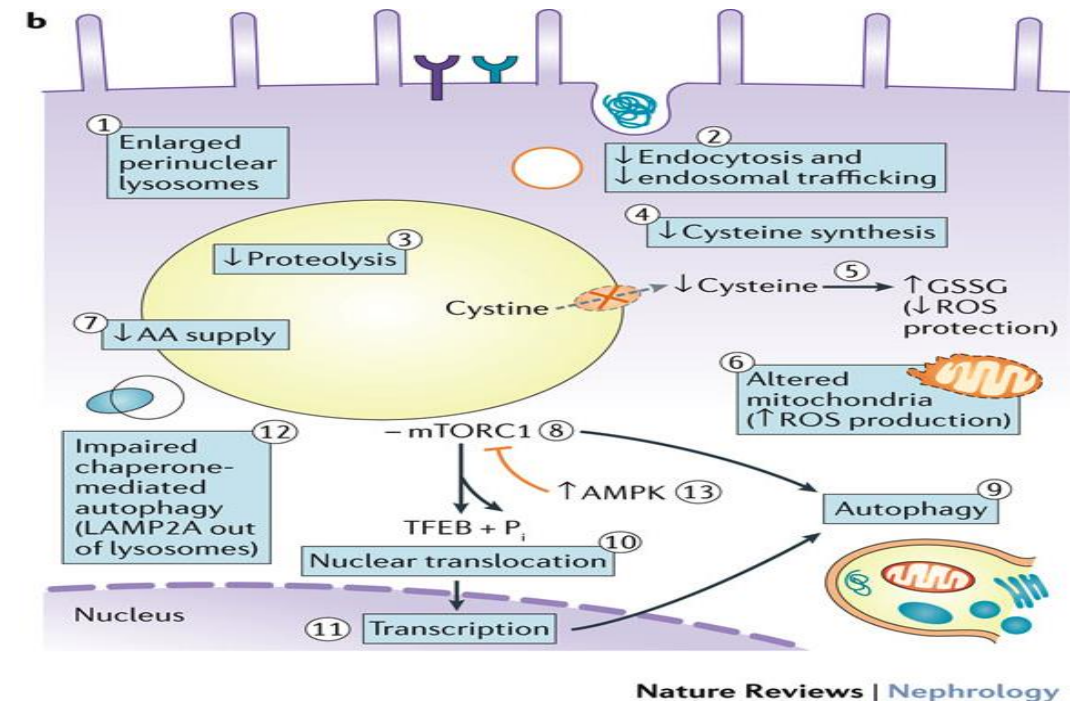 b
1
Enlarged
perinuclear
lysosomes
2
↓Endocytosis and
↓endosomal trafficking
3
↓Proteolysis
4
↓Cysteine synthesis
Cystine
↓Cysteine
5
↑GSSG
(↓ROS
protection)
7
↓AA supply
6
Altered
mitochondria
(↑ROS production)
12
Impaired
chaperone-
mediated
autophagy
(LAMP2A out
of lysosomes)
– mTORC1 8
↑AMPK 13
9
Autophagy
TFEB + Pi
10
Nuclear translocation
Nucleus
11 Transcription
Nature Reviews | Nephrology